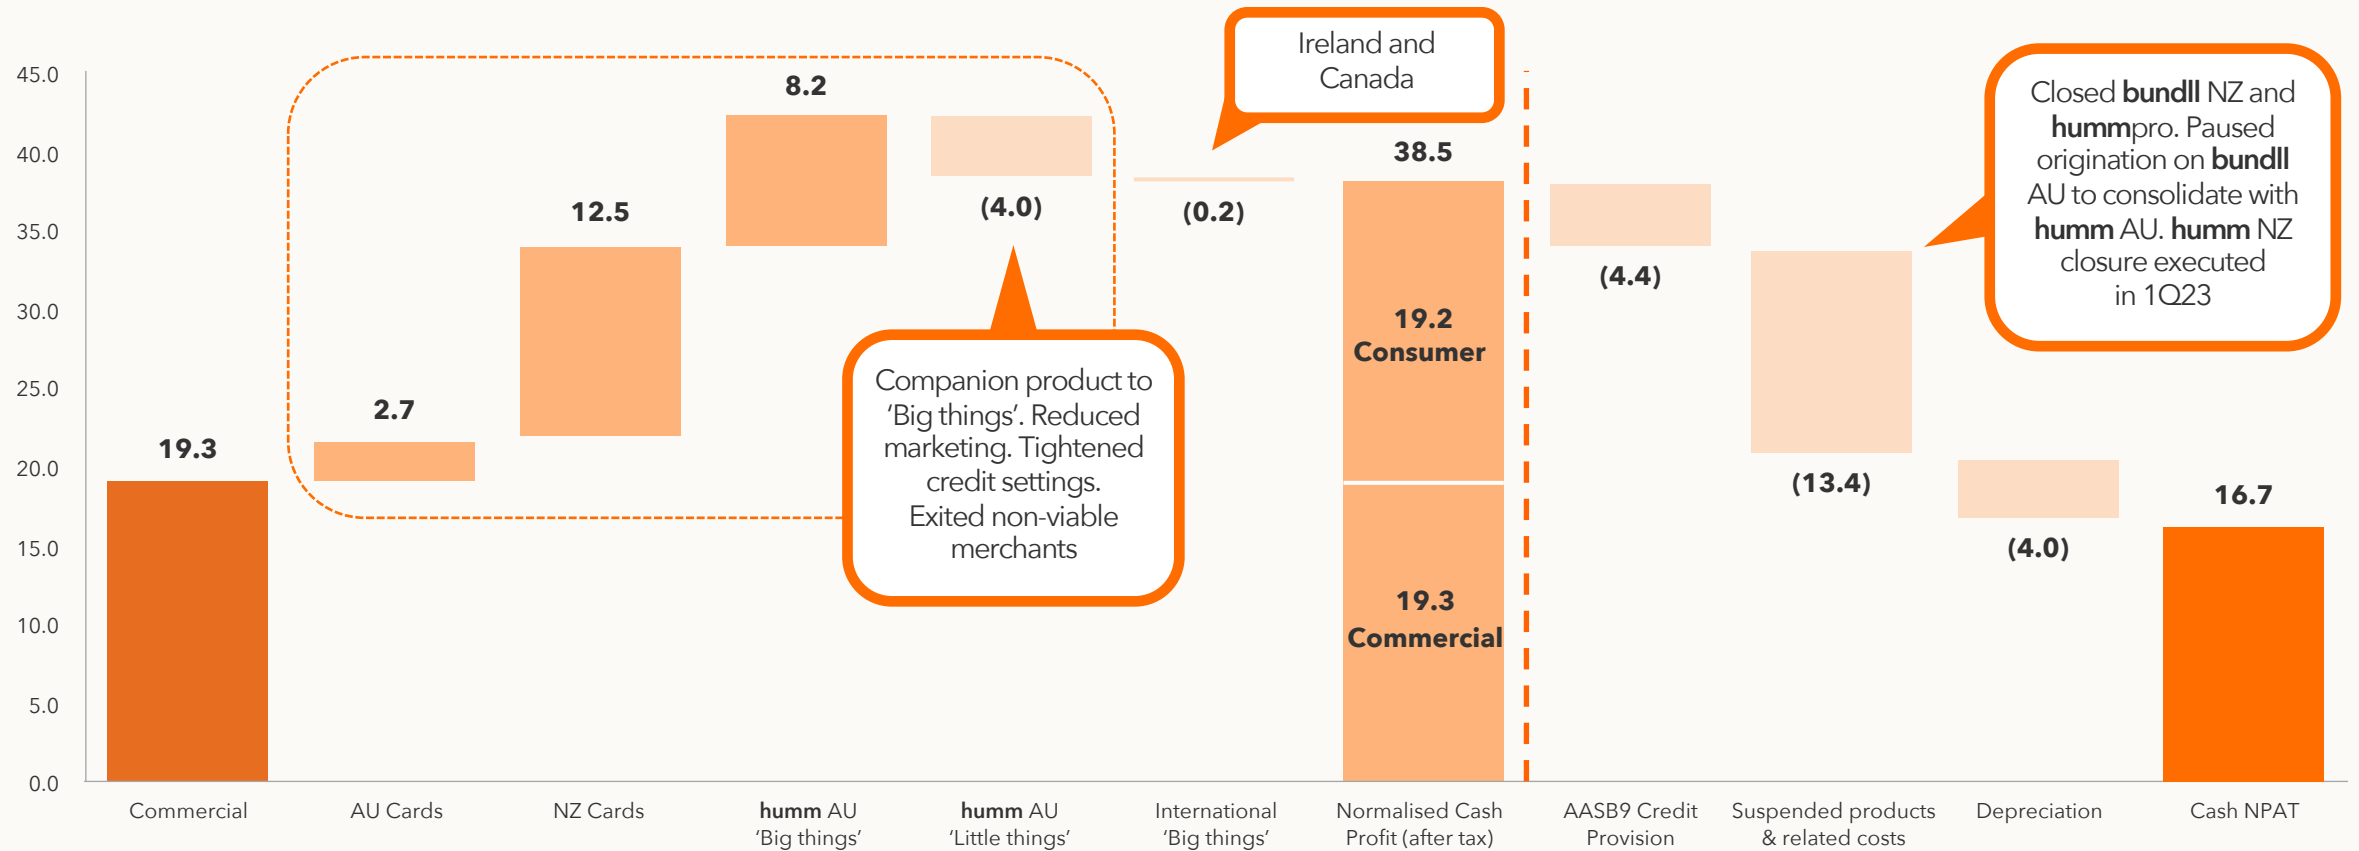 45.0
40.0
35.0
30.0
25.0
20.0
15.0
10.0
5.0
0.0
19.3
2.7
12.5
8.2
(4.0)
(0.2)
38.5
19.2
Consumer
19.3
Commercial
(4.4)
(13.4)
(4.0)
16.7
Ireland and
Canada
Companion product to
‘Big things’. Reduced
marketing. Tightened
credit settings.
Exited non-viable
merchants
Closed bundll NZ and
hummpro. Paused
origination on bundll
AU to consolidate with
humm AU. humm NZ
closure executed
in 1Q23
Commercial
AU Cards
NZ Cards
humm AU
‘Big things’
humm AU
‘Little things’
International
‘Big things’
Normalised Cash
Profit (after tax)
AASB9 Credit
Provision
Suspended products
& related costs
Depreciation
Cash NPAT